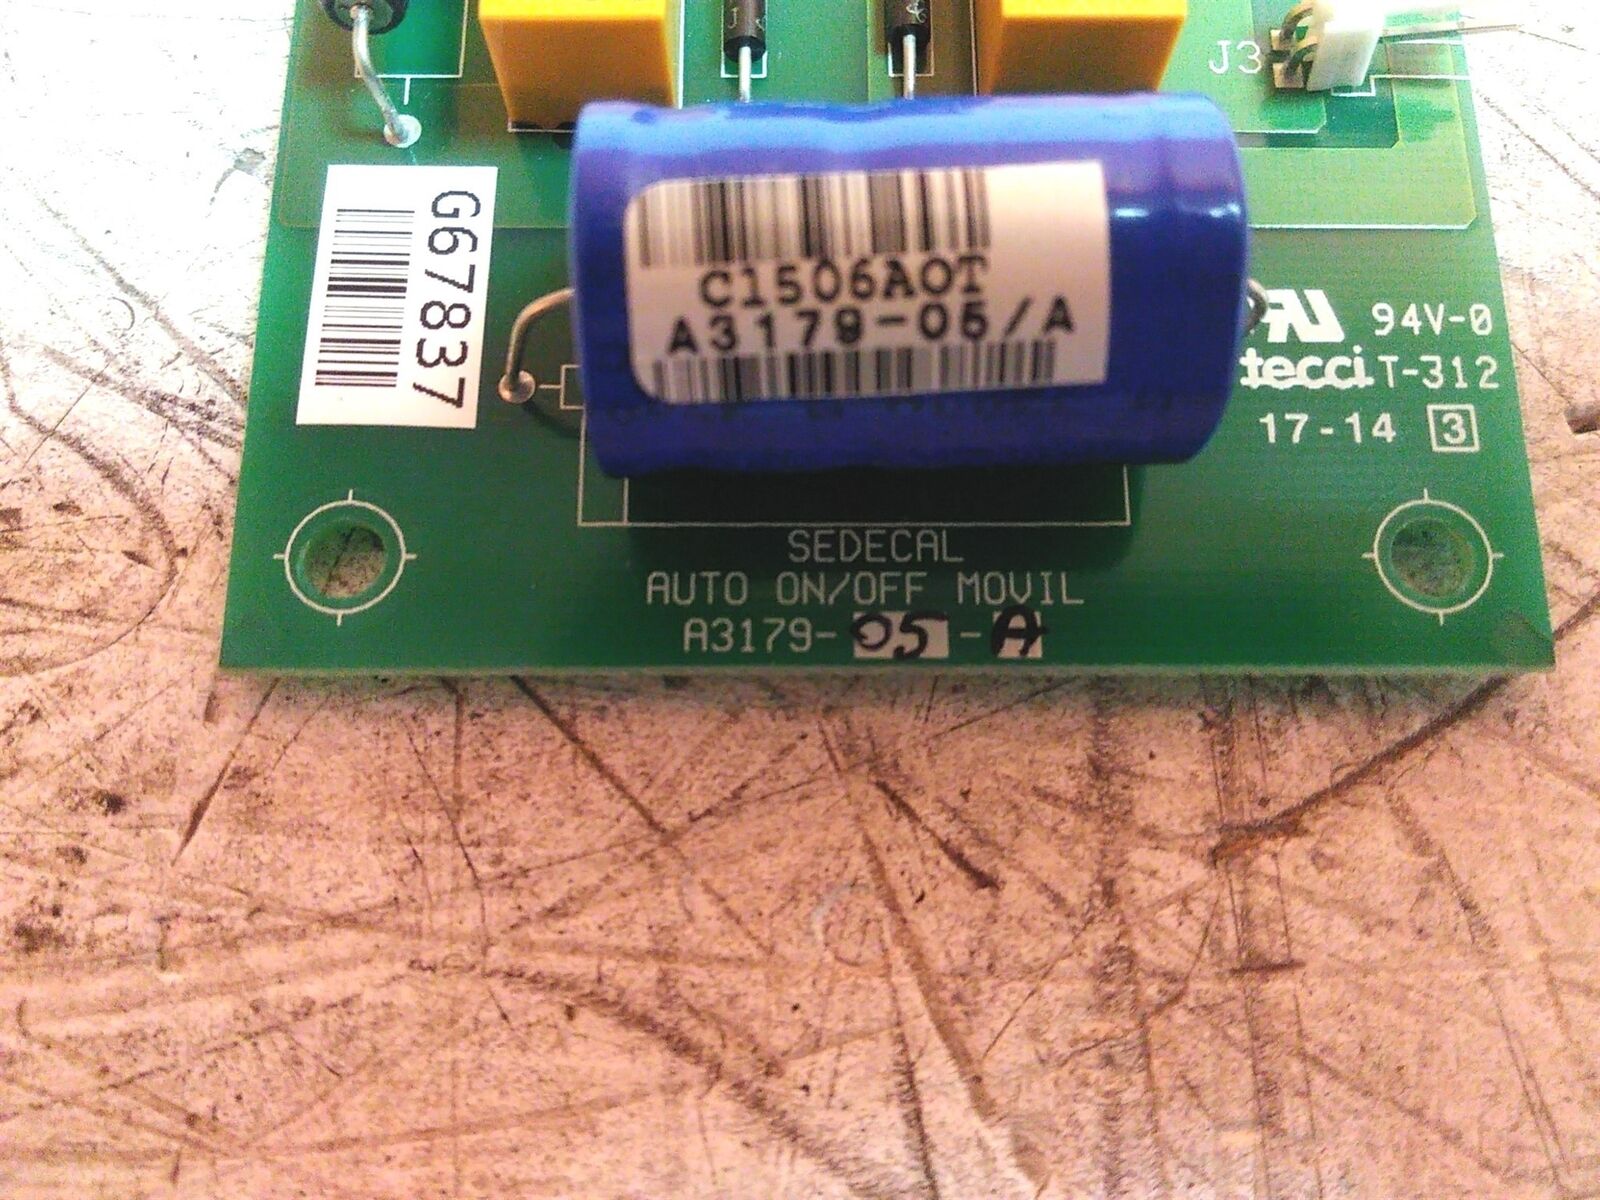 J3
G67837
C1506AOT
A3179-05/A
94V-0
tecci T-312
17-14 3
SEDECAL
AUTO ON/OFF MOVIL
A3179-05-A